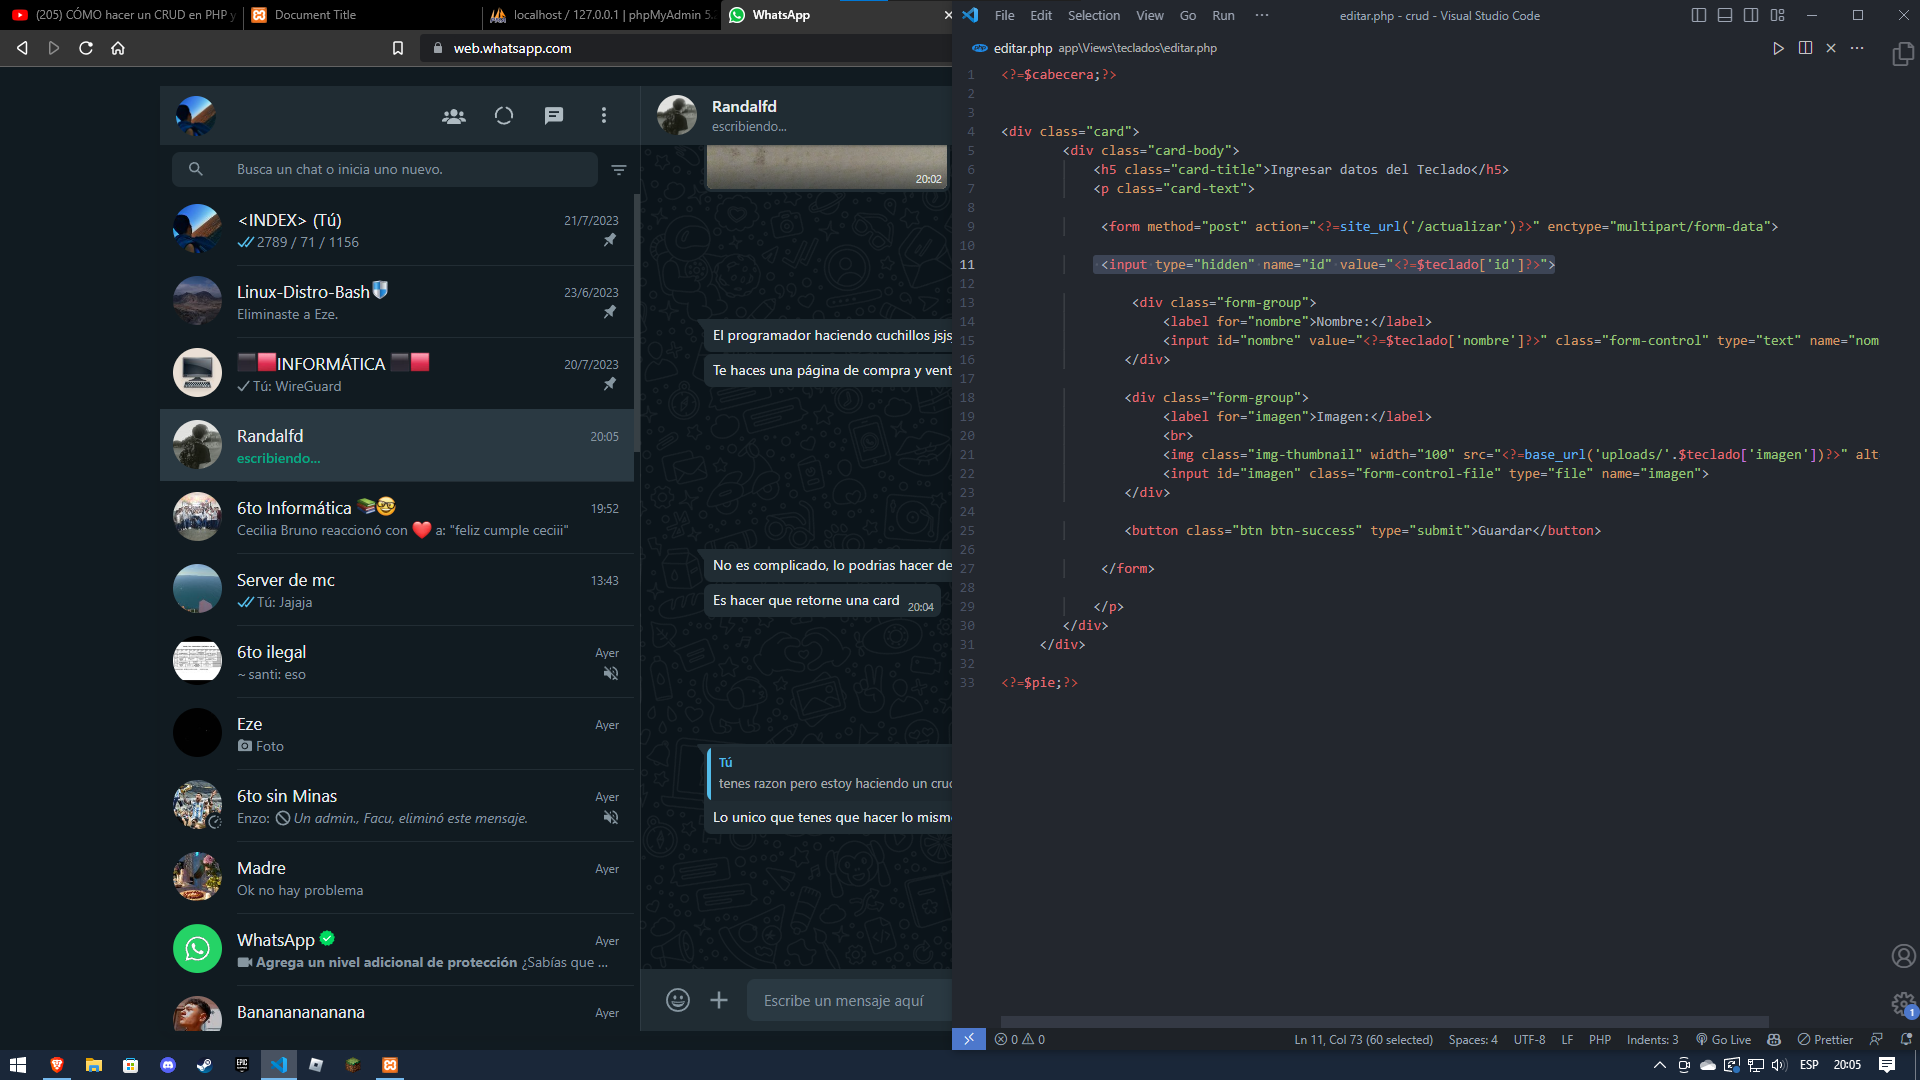 (205) CÓMO hacer un CRUD en PHP y
Document Title
localhost / 127.0.0.1 | phpMyAdmin 5.
WhatsApp
web.whatsapp.com
Busca un chat o inicia uno nuevo.
<INDEX> (Tú)
21/7/2023
2789 / 71 / 1156
Linux-Distro-Bash
23/6/2023
Eliminaste a Eze.
INFORMÁTICA
20/7/2023
Tú: WireGuard
Randalfd
20:05
escribiendo...
6to Informática
19:52
Cecilia Bruno reaccionó con ❤️ a: "feliz cumple ceciii"
Server de mc
13:43
Tú: Jajaja
6to ilegal
Ayer
~ santi: eso
Eze
Ayer
Foto
6to sin Minas
Ayer
Enzo: Un admin., Facu, eliminó este mensaje.
Madre
Ayer
Ok no hay problema
WhatsApp
Ayer
Agrega un nivel adicional de protección ¿Sabías que ...
Banananananana
Ayer
Randalfd
escribiendo...
20:02
El programador haciendo cuchillos jsjs
Te haces una página de compra y vent
No es complicado, lo podrias hacer de
Es hacer que retorne una card 20:04
Tú
tenes razon pero estoy haciendo un cruc
Lo unico que tenes que hacer lo mism
Escribe un mensaje aquí
File Edit Selection View Go Run ···
editar.php - crud - Visual Studio Code
editar.php app\Views\teclados\editar.php
1 <?=$cabecera;?>
2
3
4 <div class="card">
5 <div class="card-body">
6 <h5 class="card-title">Ingresar datos del Teclado</h5>
7 <p class="card-text">
8
9 <form method="post" action="<?=site_url('/actualizar')?>" enctype="multipart/form-data">
10
11 <input type="hidden" name="id" value="<?=$teclado['id']?>">
12
13 <div class="form-group">
14 <label for="nombre">Nombre:</label>
15 <input id="nombre" value="<?=$teclado['nombre']?>" class="form-control" type="text" name="nom
16 </div>
17
18 <div class="form-group">
19 <label for="imagen">Imagen:</label>
20 <br>
21 <img class="img-thumbnail" width="100" src="<?=base_url('uploads/'.$teclado['imagen'])?>" alt
22 <input id="imagen" class="form-control-file" type="file" name="imagen">
23 </div>
24
25 <button class="btn btn-success" type="submit">Guardar</button>
26
27 </form>
28
29 </p>
30 </div>
31 </div>
32
33 <?=$pie;?>
1
0 0
Ln 11, Col 73 (60 selected) Spaces: 4 UTF-8 LF PHP Indents: 3 Go Live Prettier
ESP 20:05